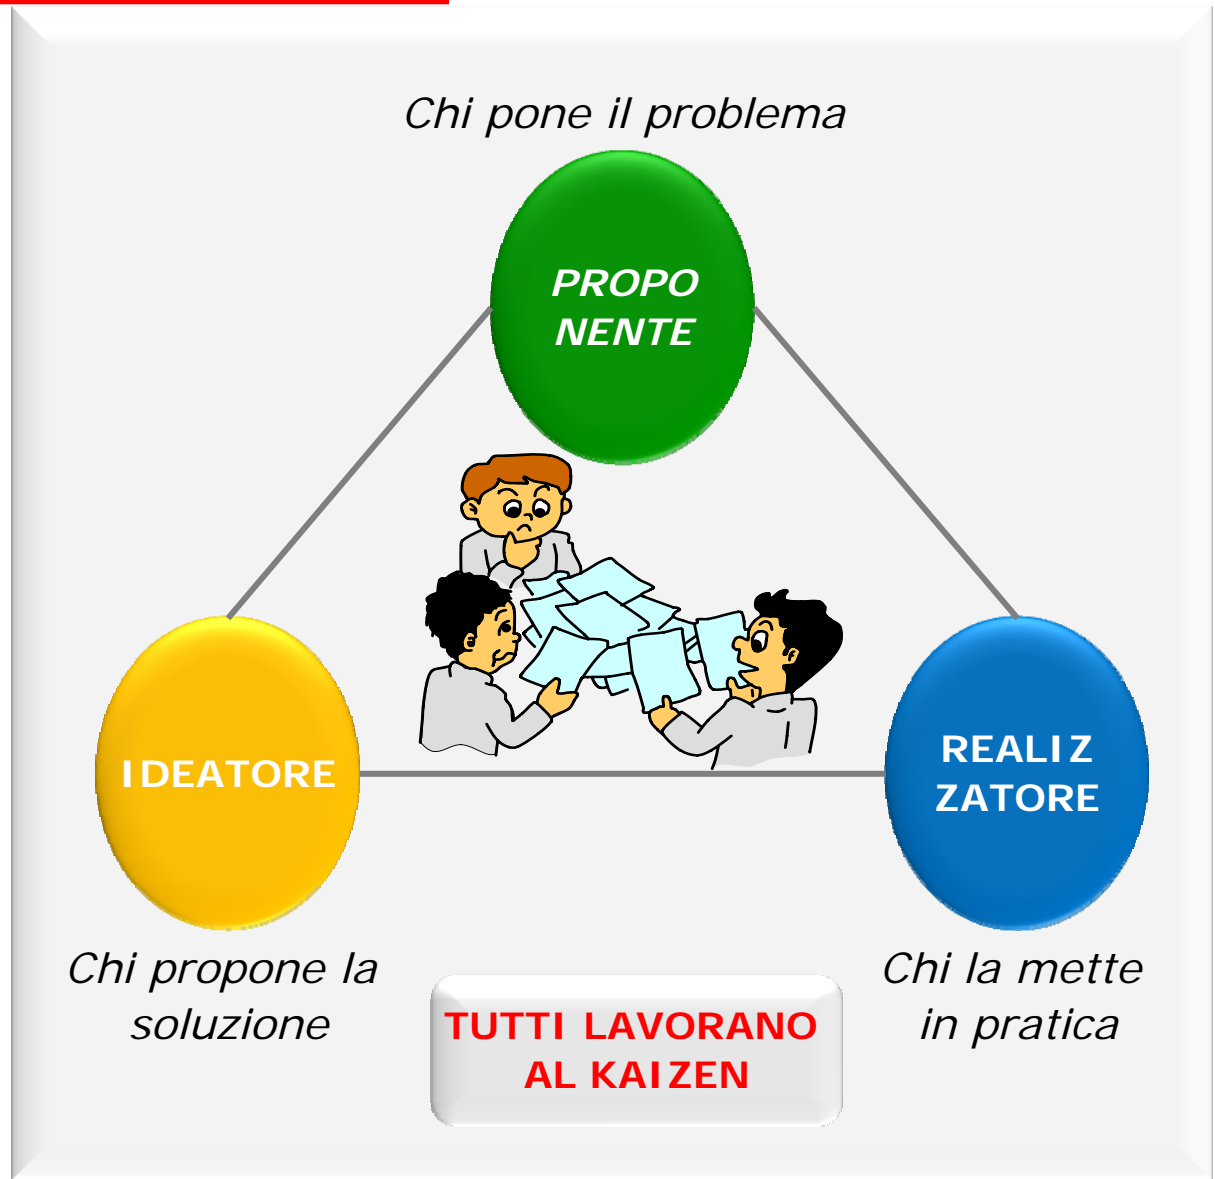 Chi pone il problema
PROPO
NENTE
IDEATORE
REALIZ
ZATORE
Chi propone la
soluzione
Chi la mette
in pratica
TUTTI LAVORANO
AL KAIZEN